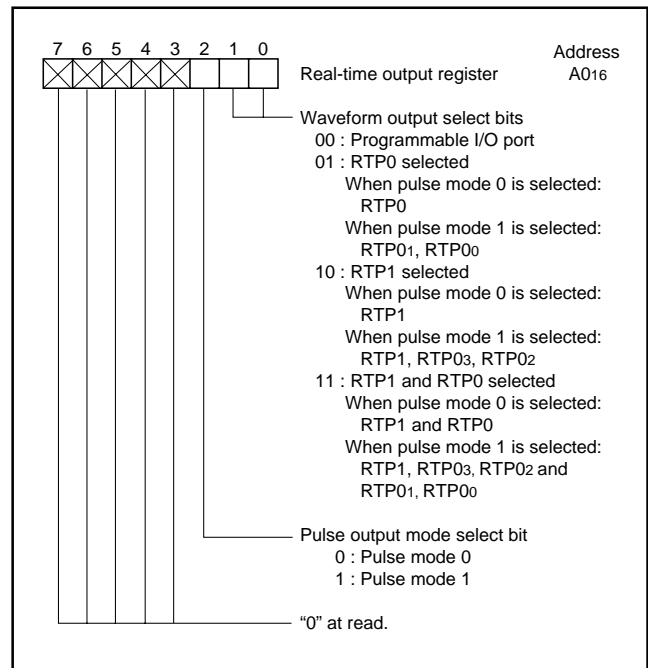 7 6 5 4 3 2 1 0
Address
Real-time output register A016
Waveform output select bits
00 : Programmable I/O port
01 : RTP0 selected
When pulse mode 0 is selected:
RTP0
When pulse mode 1 is selected:
RTP01, RTP00
10 : RTP1 selected
When pulse mode 0 is selected:
RTP1
When pulse mode 1 is selected:
RTP1, RTP03, RTP02
11 : RTP1 and RTP0 selected
When pulse mode 0 is selected:
RTP1 and RTP0
When pulse mode 1 is selected:
RTP1, RTP03, RTP02 and
RTP01, RTP00
Pulse output mode select bit
0 : Pulse mode 0
1 : Pulse mode 1
“0” at read.